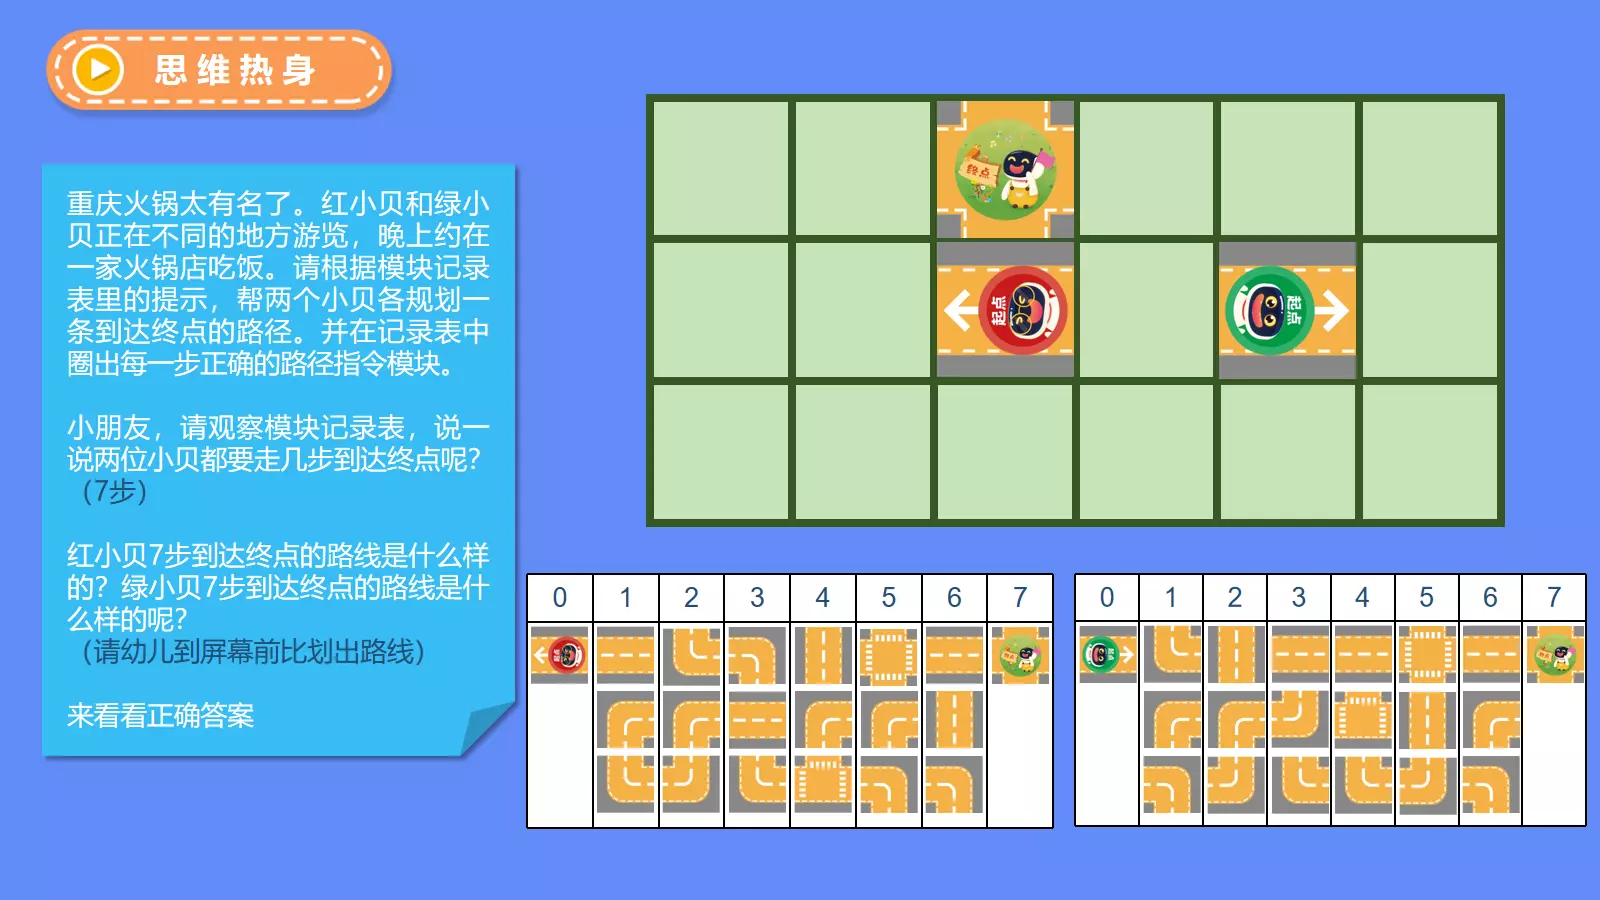 思维热身
重庆火锅太有名了。红小贝和绿小
贝正在不同的地方游览，晚上约在
一家火锅店吃饭。请根据模块记录
表里的提示，帮两个小贝各规划一
条到达终点的路径。并在记录表中
圈出每一步正确的路径指令模块。
小朋友，请观察模块记录表，说一
说两位小贝都要走几步到达终点呢？
（7步）
红小贝7步到达终点的路线是什么样
的？绿小贝7步到达终点的路线是什
么样的呢？
（请幼儿到屏幕前比划出路线）
来看看正确答案
终点
起点
起点
0 1 2 3 4 5 6 7
起点
终点
0 1 2 3 4 5 6 7
起点
终点